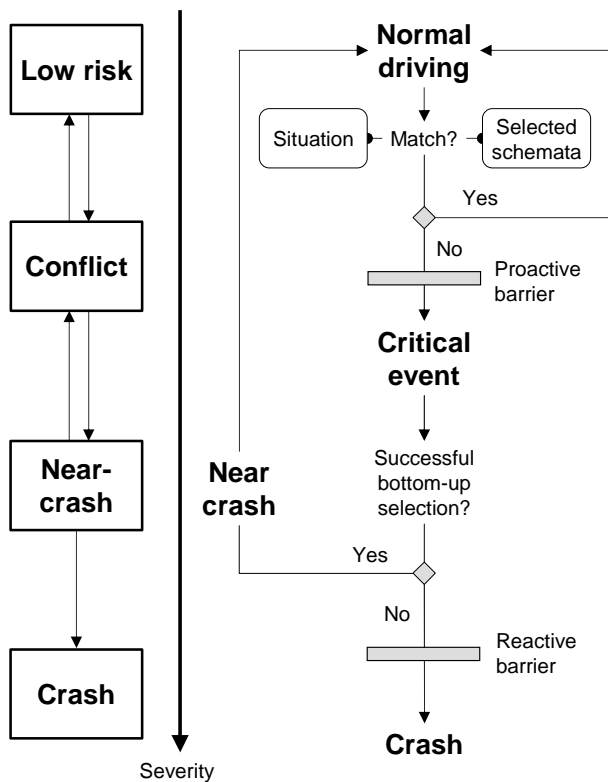 Low risk
Conflict
Near-
crash
Crash
Severity
Normal
driving
Situation
Match?
Selected
schemata
Yes
No
Proactive
barrier
Critical
event
Successful
bottom-up
selection?
Near
crash
Yes
No
Reactive
barrier
Crash